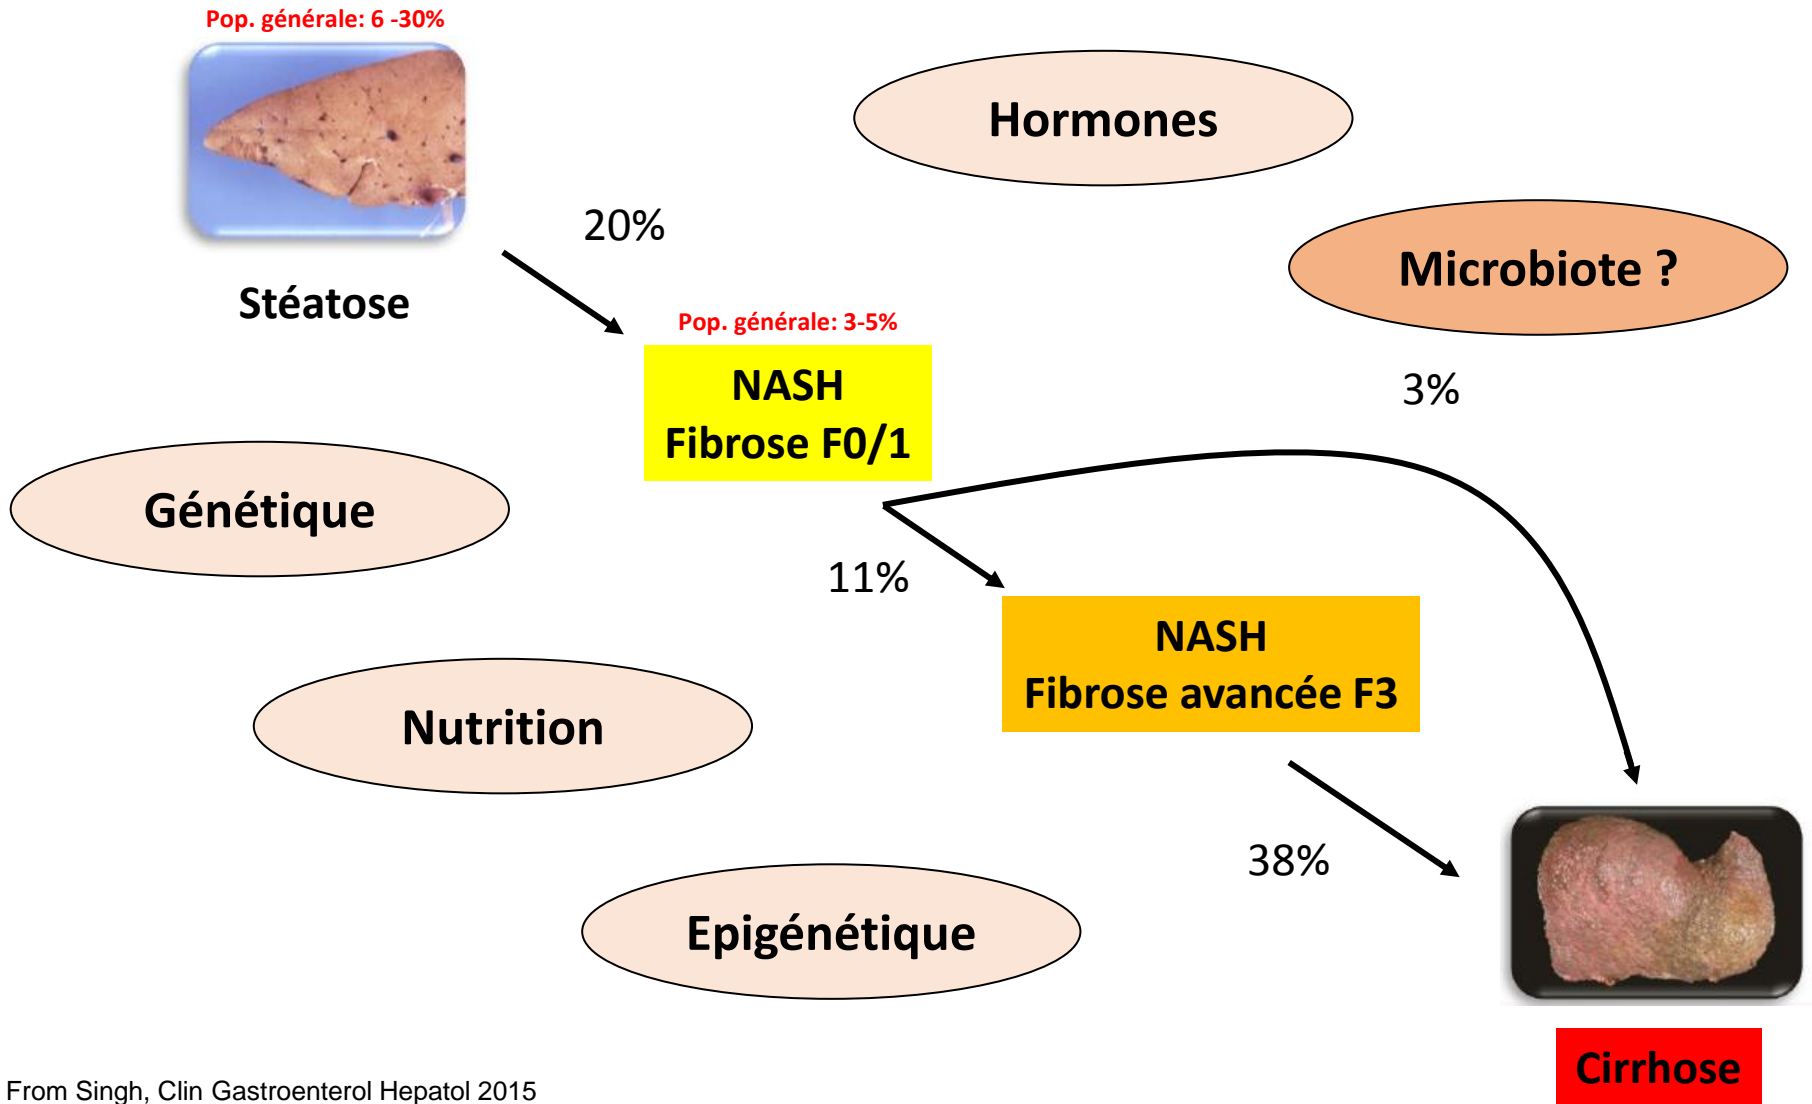 Pop. générale: 6 -30%
Hormones
20%
Microbiote ?
Stéatose
Pop. générale: 3-5%
NASH
Fibrose F0/1
3%
Génétique
11%
NASH
Fibrose avancée F3
Nutrition
38%
Epigénétique
Cirrhose
From Singh, Clin Gastroenterol Hepatol 2015